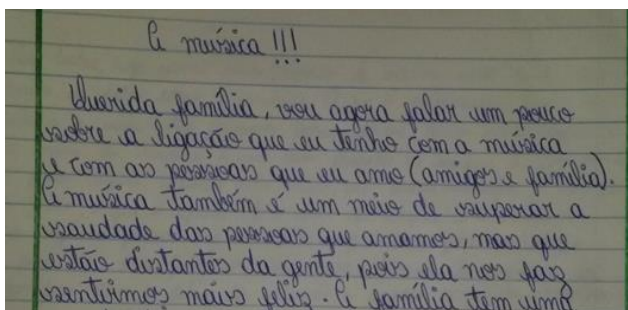 A música !!!
Querida família, vou agora falar um pouco
sobre a ligação que eu tenho com a música
e com as pessoas que eu amo (amigos e família).
A música também é um meio de superar a
saudade das pessoas que amamos, mas que
estão distantes da gente, pois ela nos faz
sentirmos mais feliz. A família tem uma